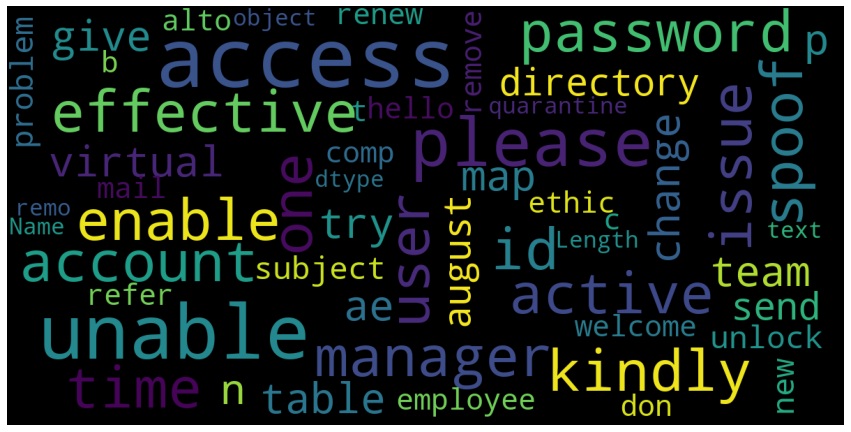 problem
give
b
alto
object
renew
access
remove
password
p
effective
t
hello
quarantine
directory
spoof
issue
please
virtual
mail
comp
dtype
map
change
remo
Name
enable
one
try
user
august
ethic
c
Length
text
id
account
subject
refer
ae
active
team
send
unable
manager
welcome
unlock
time
n
table
employee
kindly
don
new